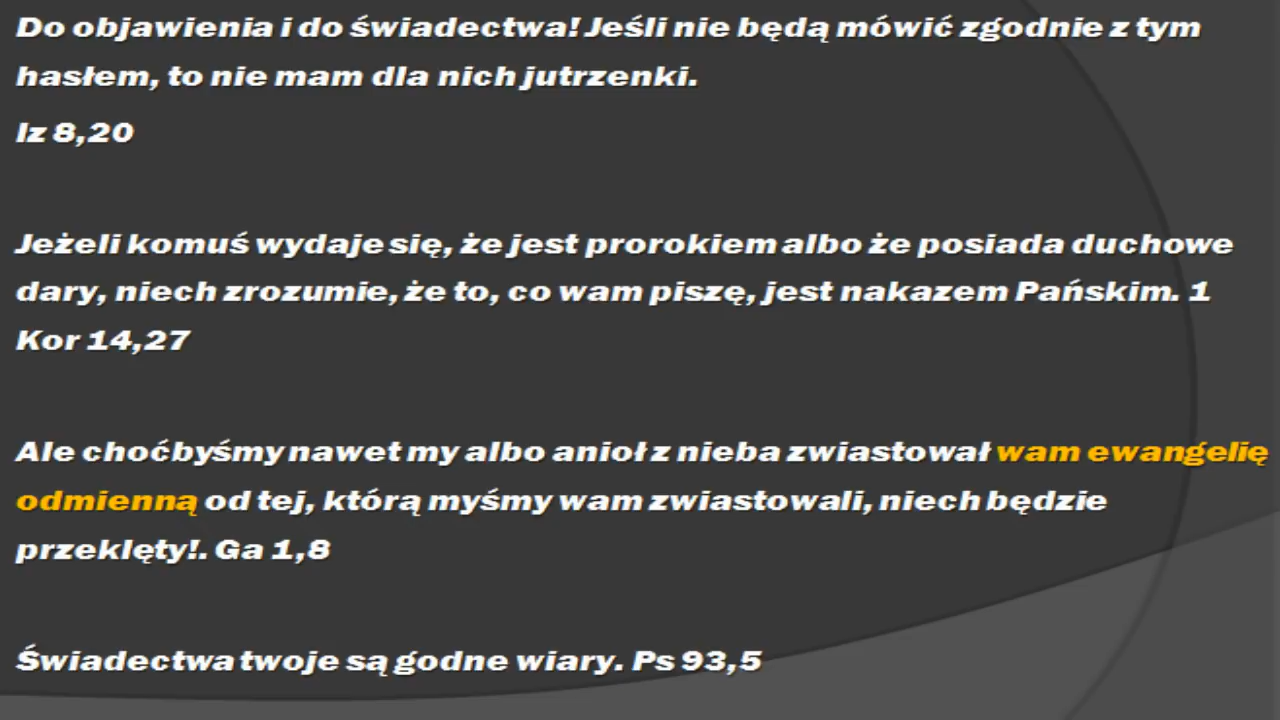 Do objawienia i do świadectwa! Jeśli nie będą mówić zgodnie z tym
hasłem, to nie mam dla nich jutrzenki.
Iz 8,20
Jeżeli komuś wydaje się, że jest prorokiem albo że posiada duchowe
dary, niech zrozumie, że to, co wam piszę, jest nakazem Pańskim. 1
Kor 14,27
Ale choćbyśmy nawet my albo anioł z nieba zwiastował wam ewangelię
odmienną od tej, którą myśmy wam zwiastowali, niech będzie
przeklęty!. Ga 1,8
Świadectwa twoje są godne wiary. Ps 93,5